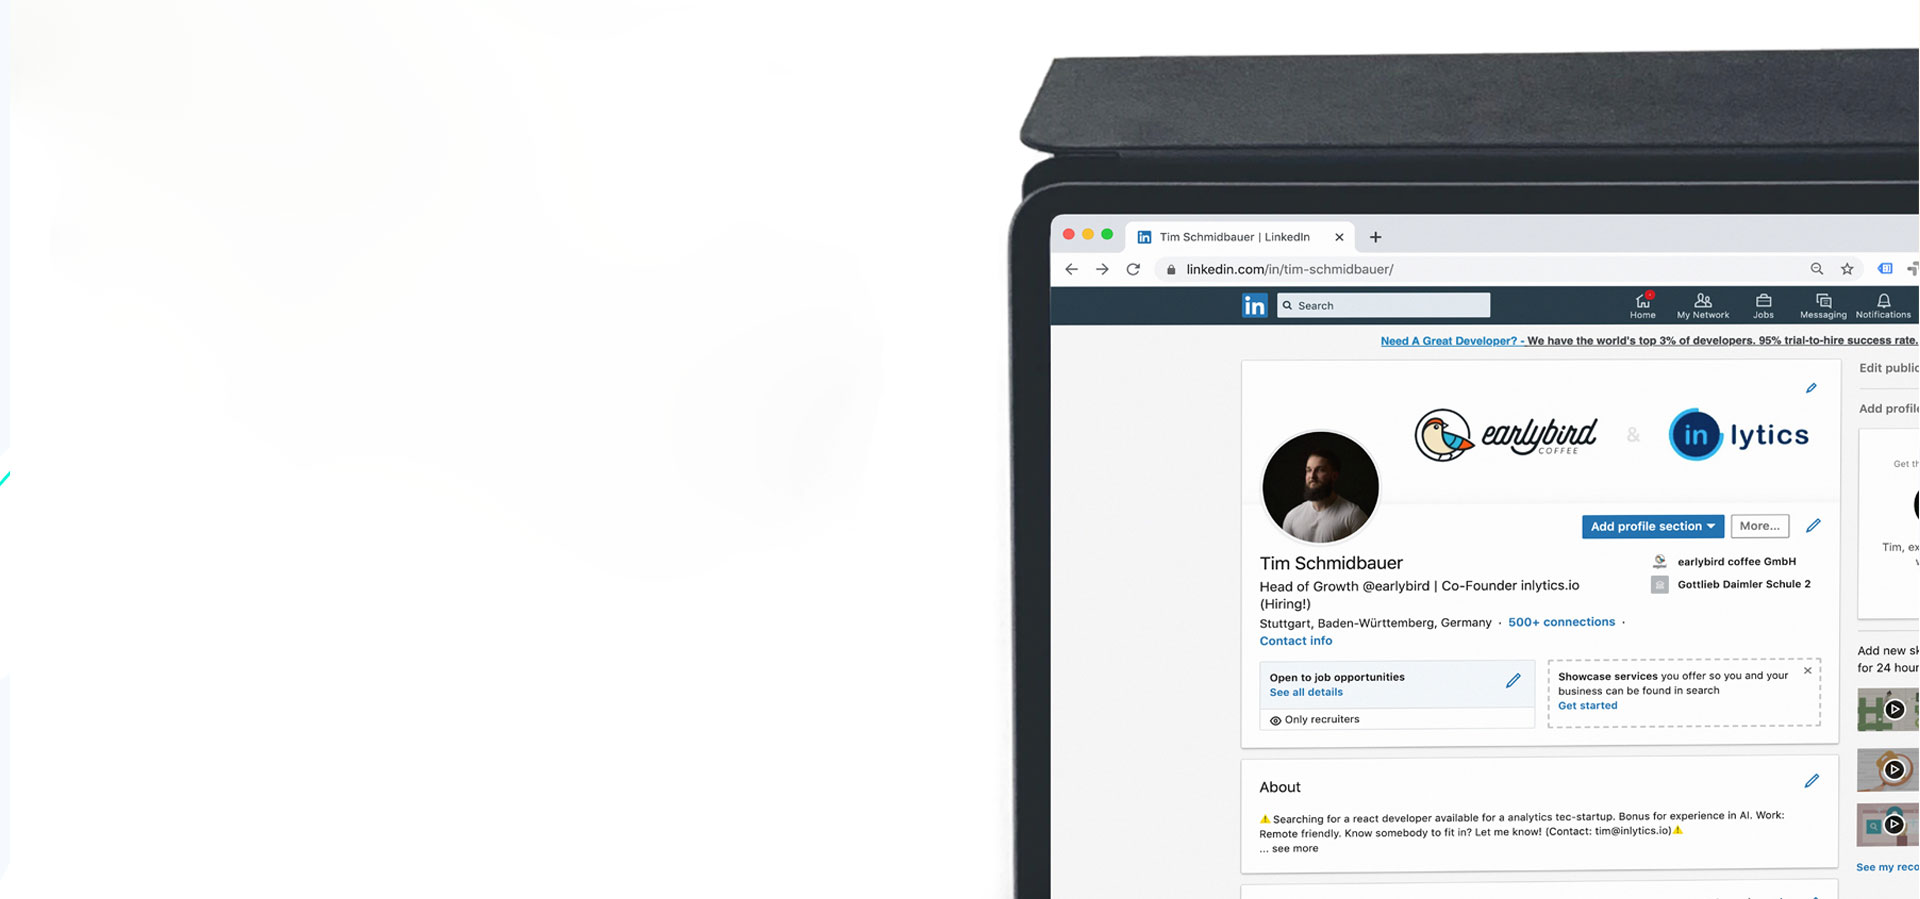 Tim Schmidbauer | LinkedIn
linkedin.com/in/tim-schmidbauer/
in
Search
Home
My Network
Jobs
Messaging
Notifications
Need A Great Developer? - We have the world's top 3% of developers. 95% trial-to-hire success rate.
Edit public
Add profile
earlybird
COFFEE
&
in lytics
Get th
Add profile section
More...
Tim, ex
Tim Schmidbauer
earlybird coffee GmbH
Head of Growth @earlybird | Co-Founder inlytics.io
(Hiring!)
Gottlieb Daimler Schule 2
Stuttgart, Baden-Württemberg, Germany · 500+ connections ·
Contact info
Open to job opportunities
See all details
Only recruiters
Showcase services you offer so you and your
business can be found in search
Get started
Add new sk
for 24 hour
About
⚠Searching for a react developer available for a analytics tec-startup. Bonus for experience in AI. Work:
Remote friendly. Know somebody to fit in? Let me know! (Contact: tim@inlytics.io)⚠
... see more
See my reco